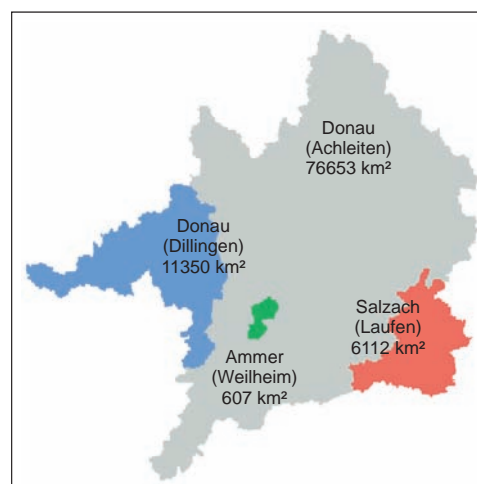 Donau
(Achleiten)
76653 km²
Donau
(Dillingen)
11350 km²
Salzach
(Laufen)
6112 km²
Ammer
(Weilheim)
607 km²